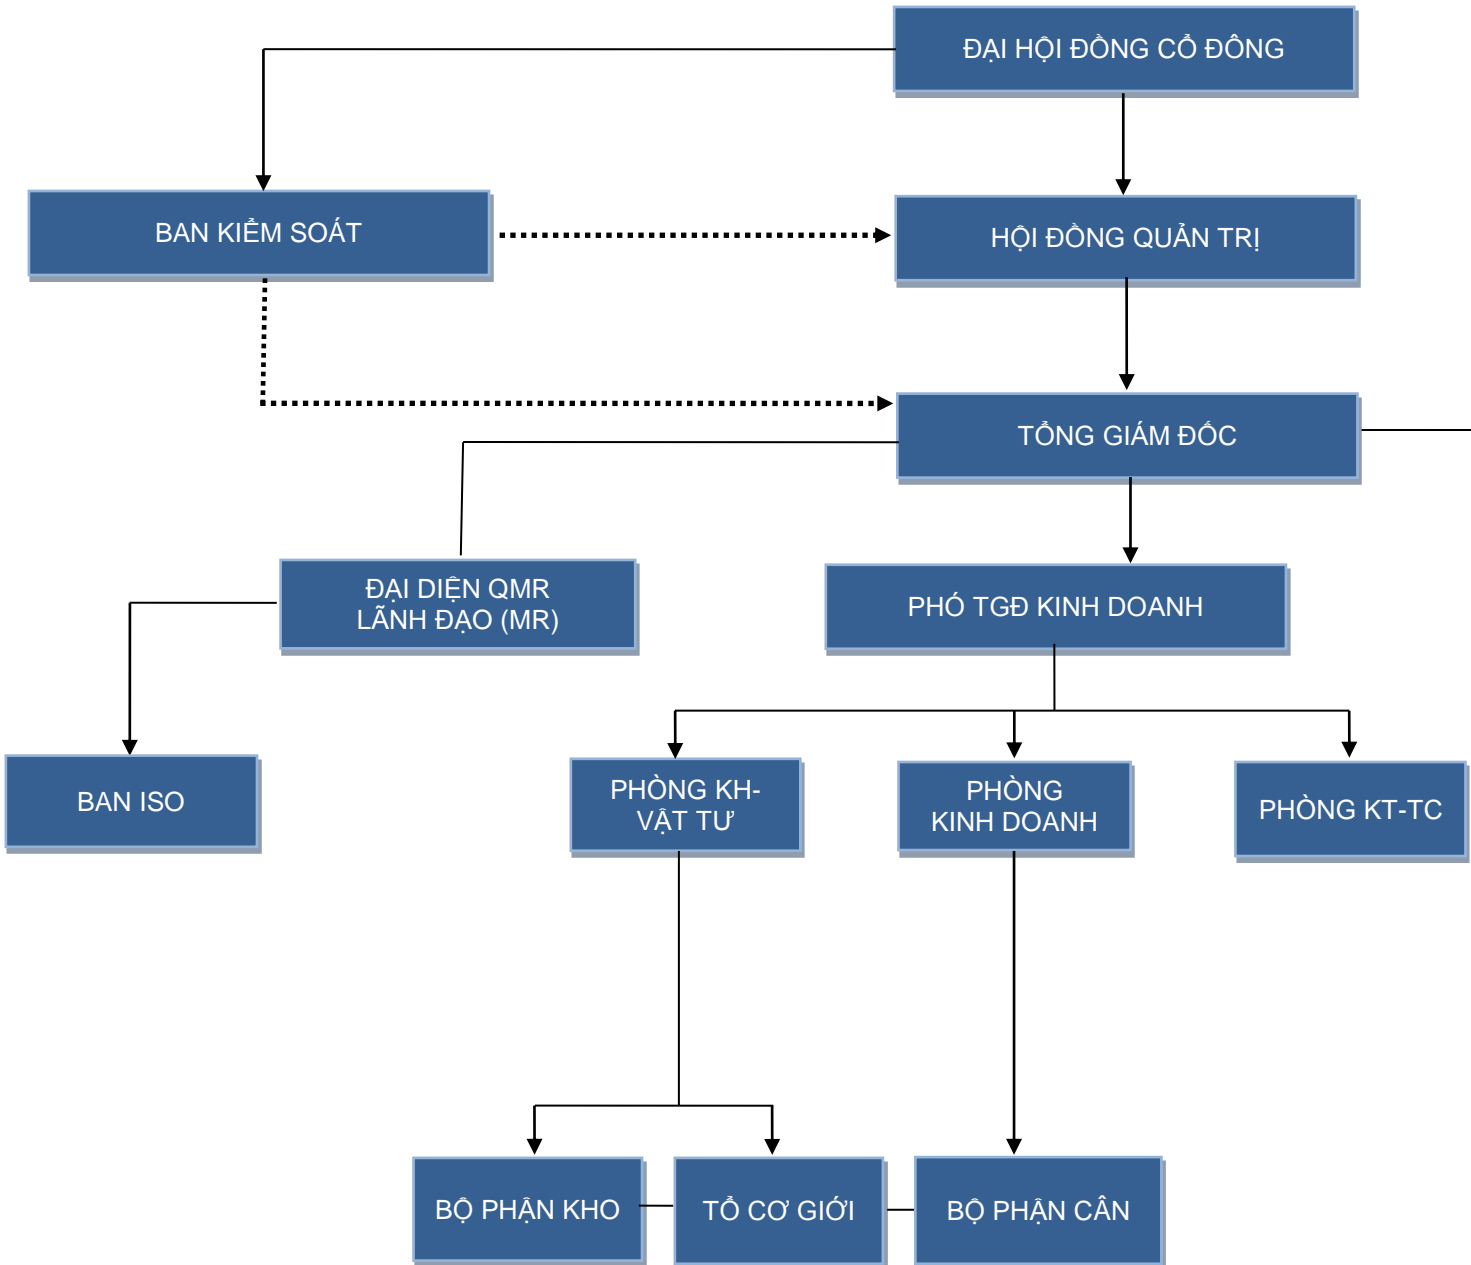 ĐẠI HỘI ĐỒNG CỔ ĐÔNG
BAN KIỂM SOÁT
HỘI ĐỒNG QUẢN TRỊ
TỔNG GIÁM ĐỐC
ĐẠI DIỆN QMR
LÃNH ĐẠO (MR)
PHÓ TGĐ KINH DOANH
BAN ISO
PHÒNG KH-
VẬT TƯ
PHÒNG
KINH DOANH
PHÒNG KT-TC
BỘ PHẬN KHO
TỔ CƠ GIỚI
BỘ PHẬN CÂN